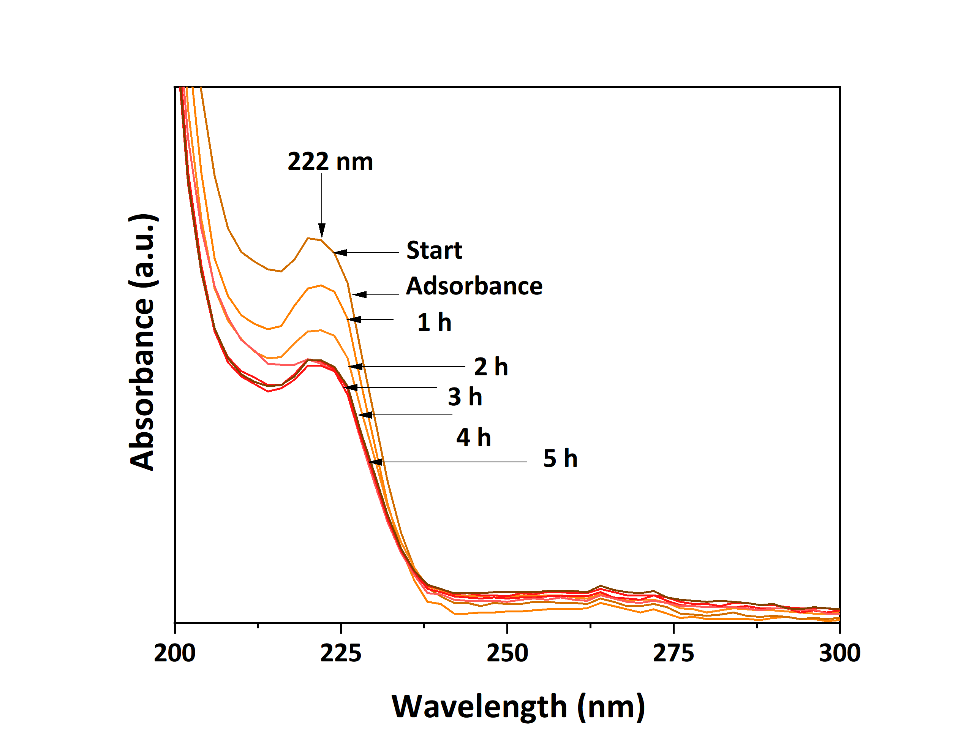 222 nm
Start
Adsorbance
1 h
2 h
3 h
4 h
5 h
Absorbance (a.u.)
200
225
250
275
300
Wavelength (nm)